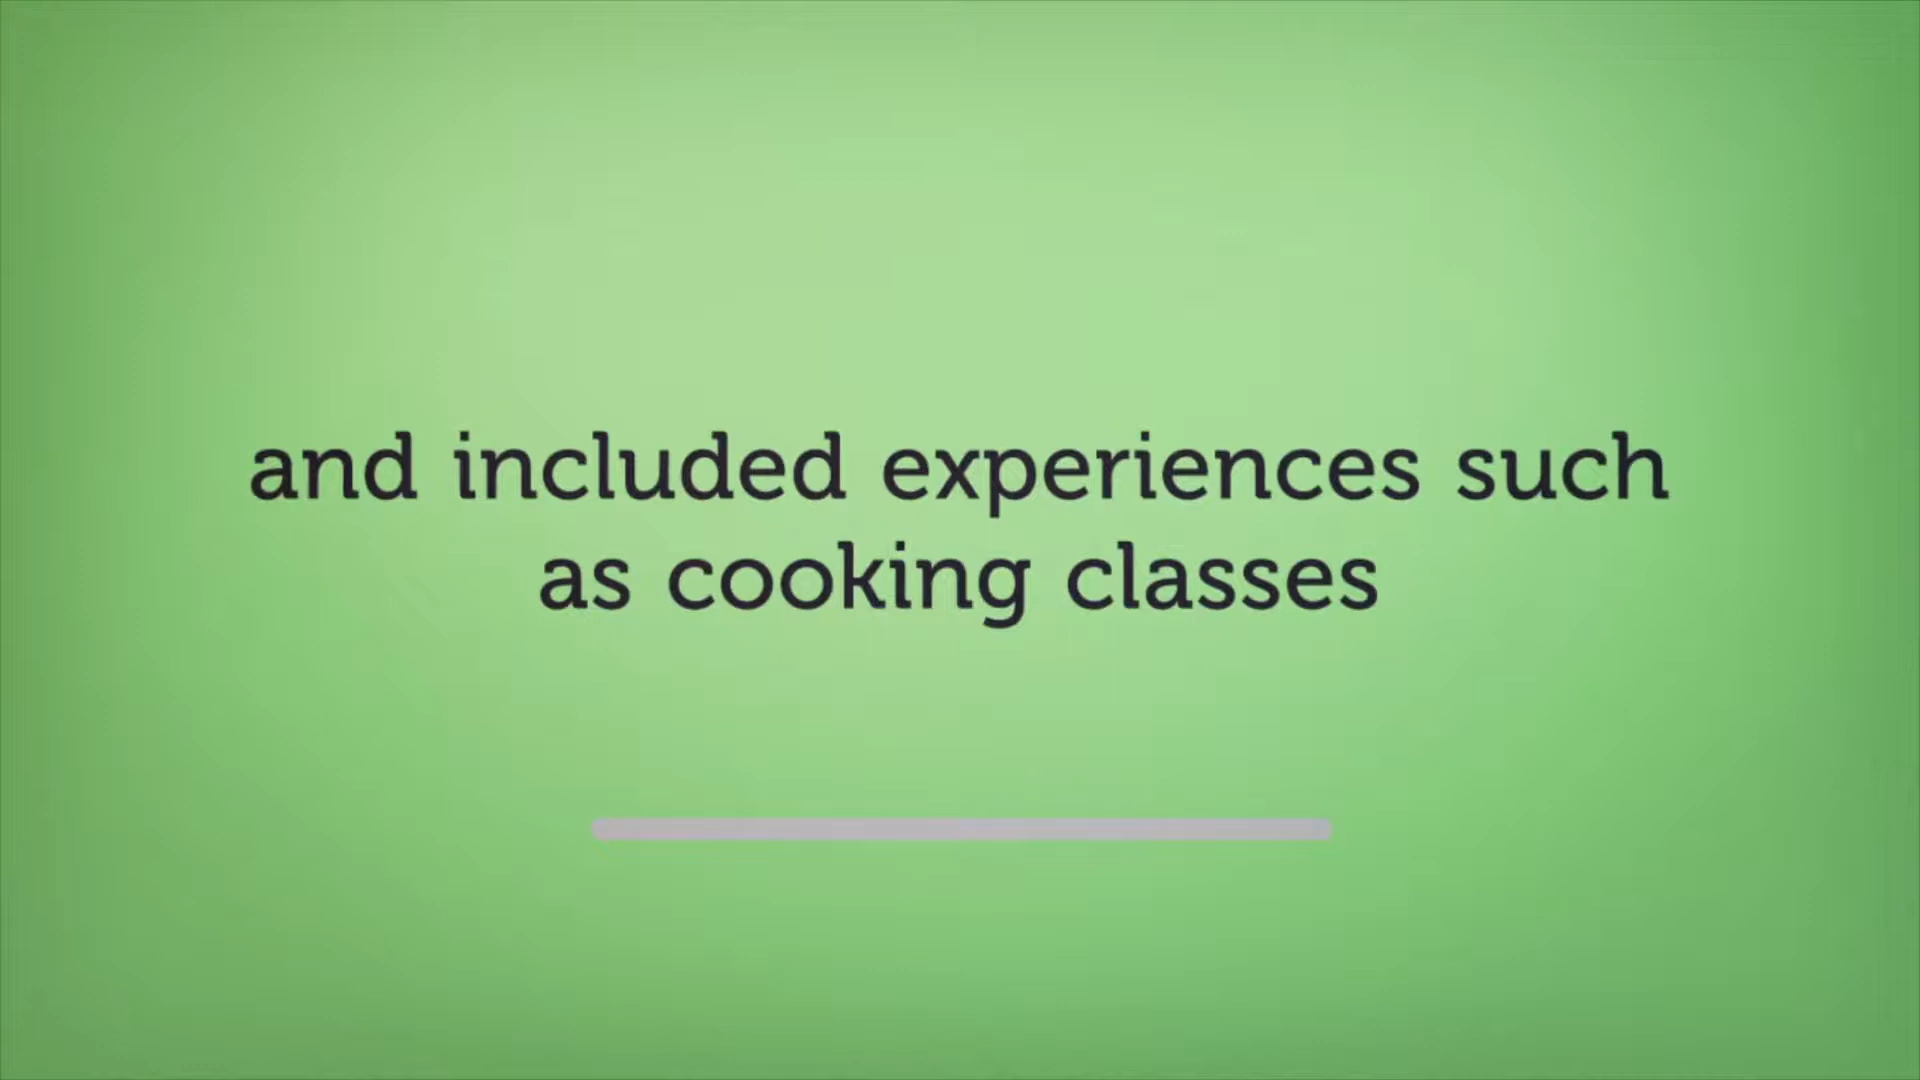 and included experiences such
as cooking classes